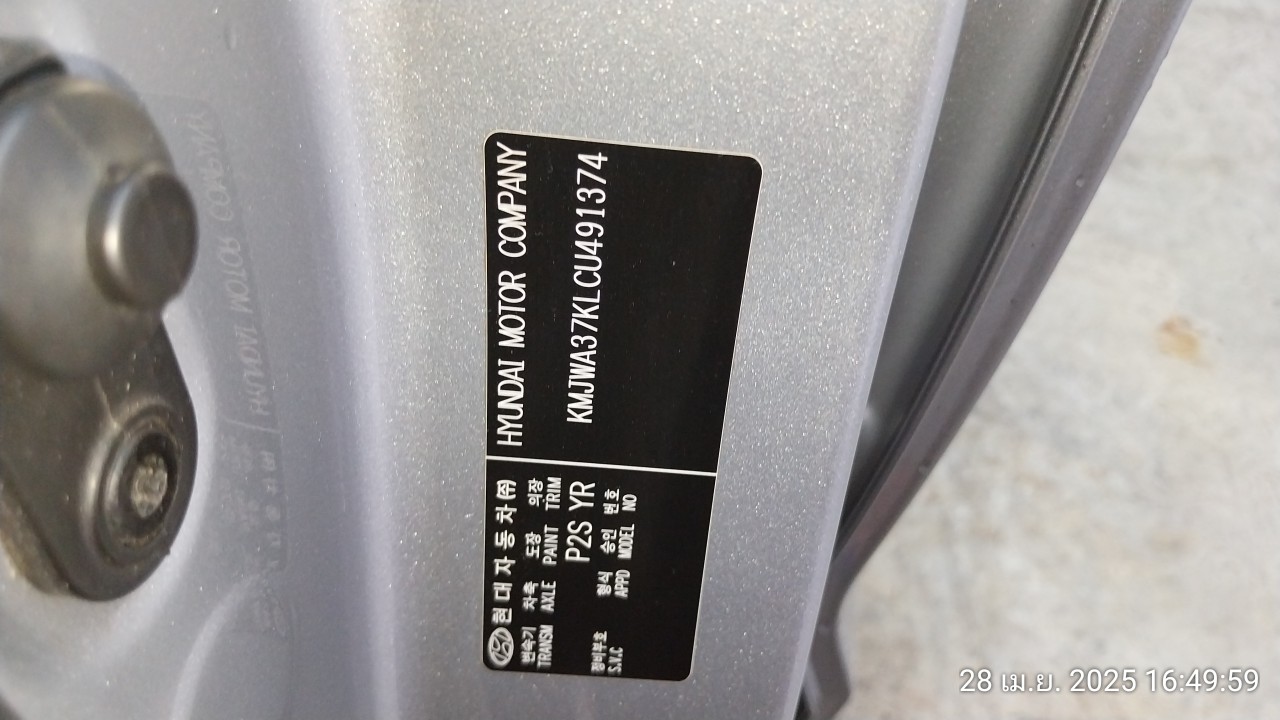 현대자동차(주) HYUNDAI MOTOR COMPANY
변속기 차축 도장 의장
TRANSM AXLE PAINT TRIM
P2S YR KMJWA37KLCU491374
정비부호 형식 승인 번호
S.V.C APPD MODEL NO
28 เม.ย. 2025 16:49:59